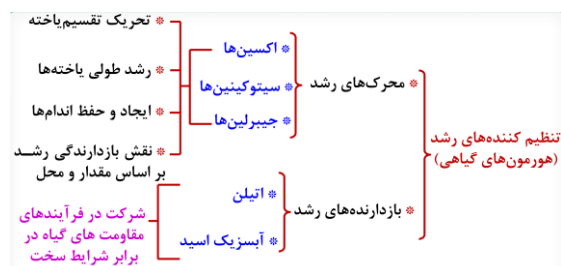 تنظیم کننده‌های رشد
(هورمون‌های گیاهی)
* محرک‌های رشد
* اکسین‌ها
* سیتوکینین‌ها
* جیبرلین‌ها
* تحریک تقسیم‌یاخته
* رشد طولی یاخته‌ها
* ایجاد و حفظ اندام‌ها
* نقش بازدارندگی رشــد
بر اساس مقدار و محل
* بازدارنده‌های رشد
* اتیلن
* آبسزیک اسید
شرکت در فرآیندهای
مقاومت های گیاه در
برابر شرایط سخت